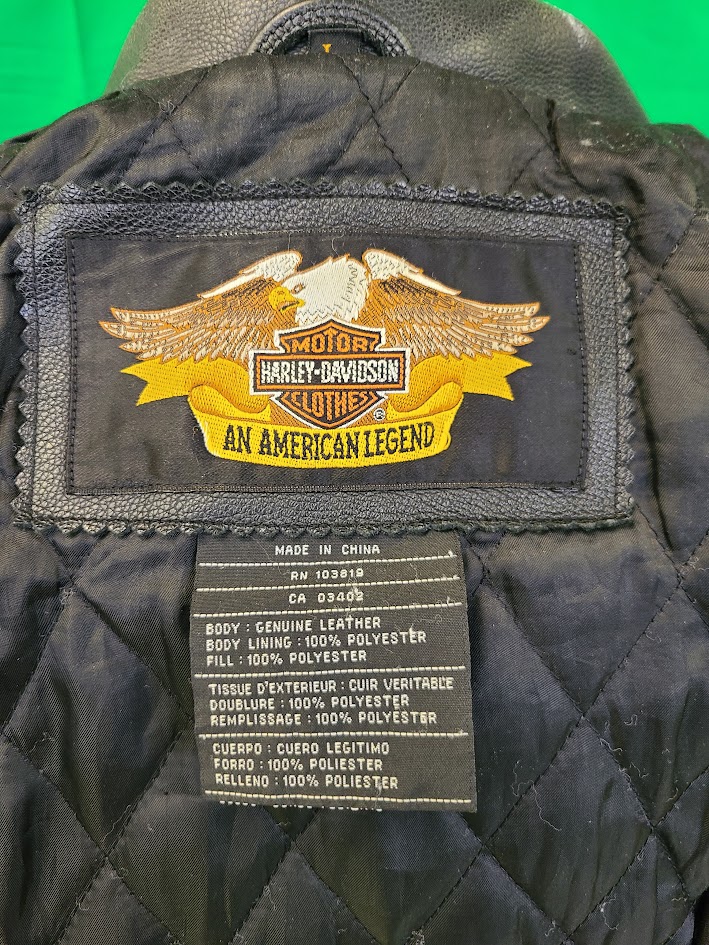 MOTOR
HARLEY-DAVIDSON
CLOTHES
®
AN AMERICAN LEGEND
MADE IN CHINA
RN 103819
CA 03402
BODY : GENUINE LEATHER
BODY LINING : 100% POLYESTER
FILL : 100% POLYESTER
TISSUE D'EXTERIEUR : CUIR VERITABLE
DOUBLURE : 100% POLYESTER
REMPLISSAGE : 100% POLYESTER
CUERPO : CUERO LEGITIMO
FORRO : 100% POLIESTER
RELLENO : 100% POLIESTER